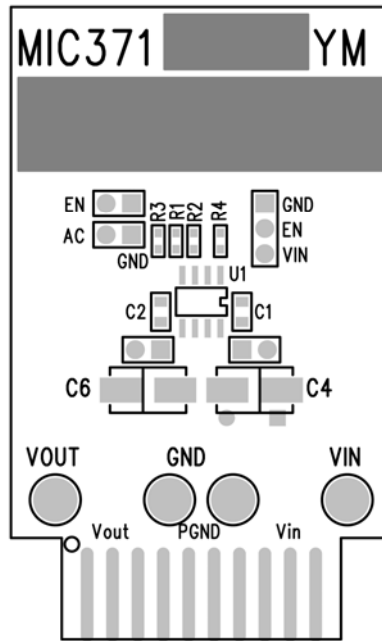 MIC371 YM
EN R3 R1 R2 R4 GND
AC EN
GND VIN
U1
C2 C1
C6 C4
VOUT GND VIN
Vout PGND Vin